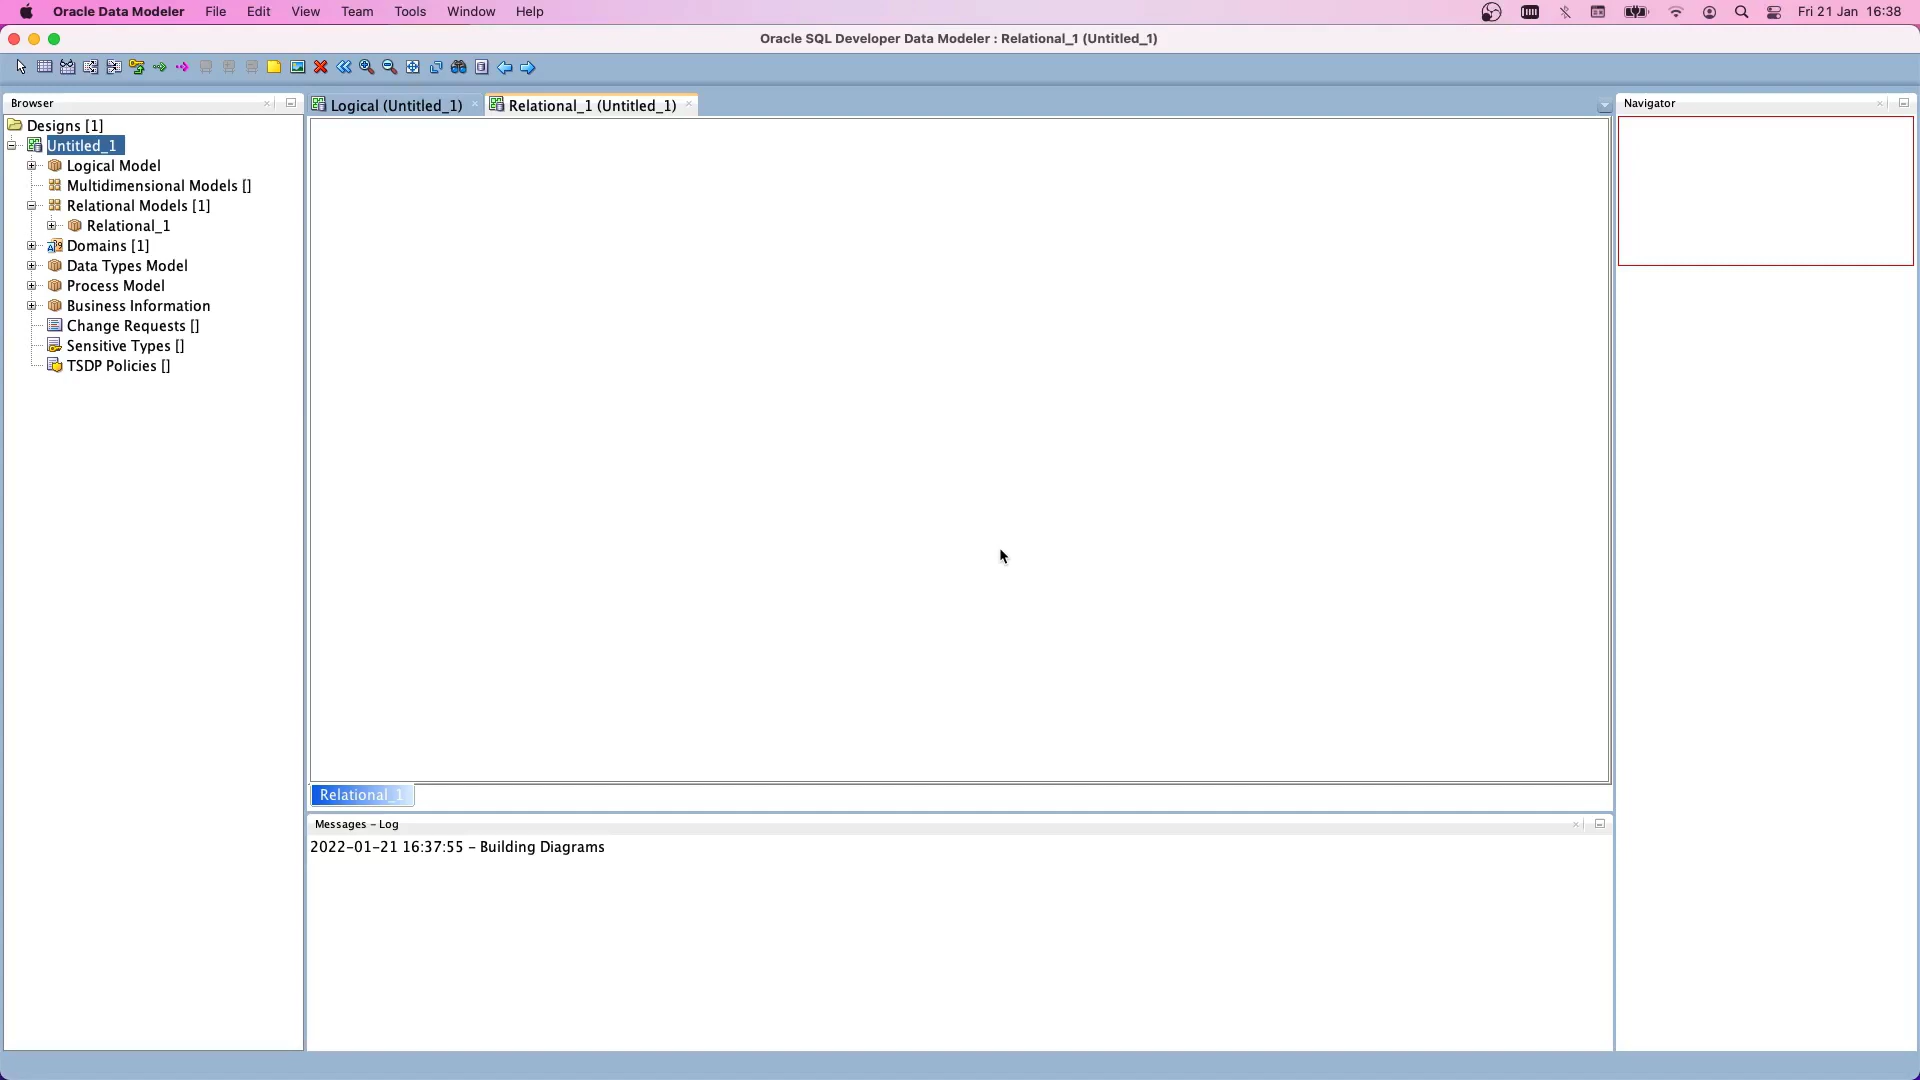 Oracle Data Modeler File Edit View Team Tools Window Help Fri 21 Jan 16:38
Oracle SQL Developer Data Modeler : Relational_1 (Untitled_1)
Browser
Logical (Untitled_1) Relational_1 (Untitled_1)
Navigator
Designs [1]
Untitled_1
Logical Model
Multidimensional Models []
Relational Models [1]
Relational_1
Domains [1]
Data Types Model
Process Model
Business Information
Change Requests []
Sensitive Types []
TSDP Policies []
Relational_1
Messages – Log
2022–01–21 16:37:55 – Building Diagrams